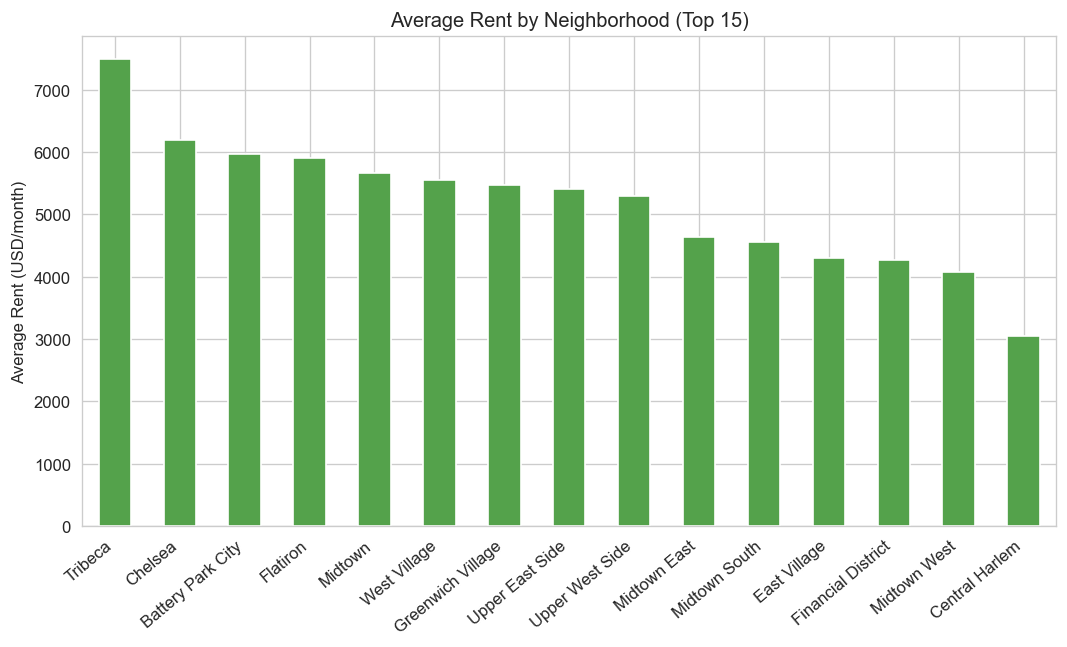 Average Rent by Neighborhood (Top 15)
Average Rent (USD/month)
7000
6000
5000
4000
3000
2000
1000
0
Tribeca
Chelsea
Battery Park City
Flatiron
Midtown
West Village
Greenwich Village
Upper East Side
Upper West Side
Midtown East
Midtown South
East Village
Financial District
Midtown West
Central Harlem